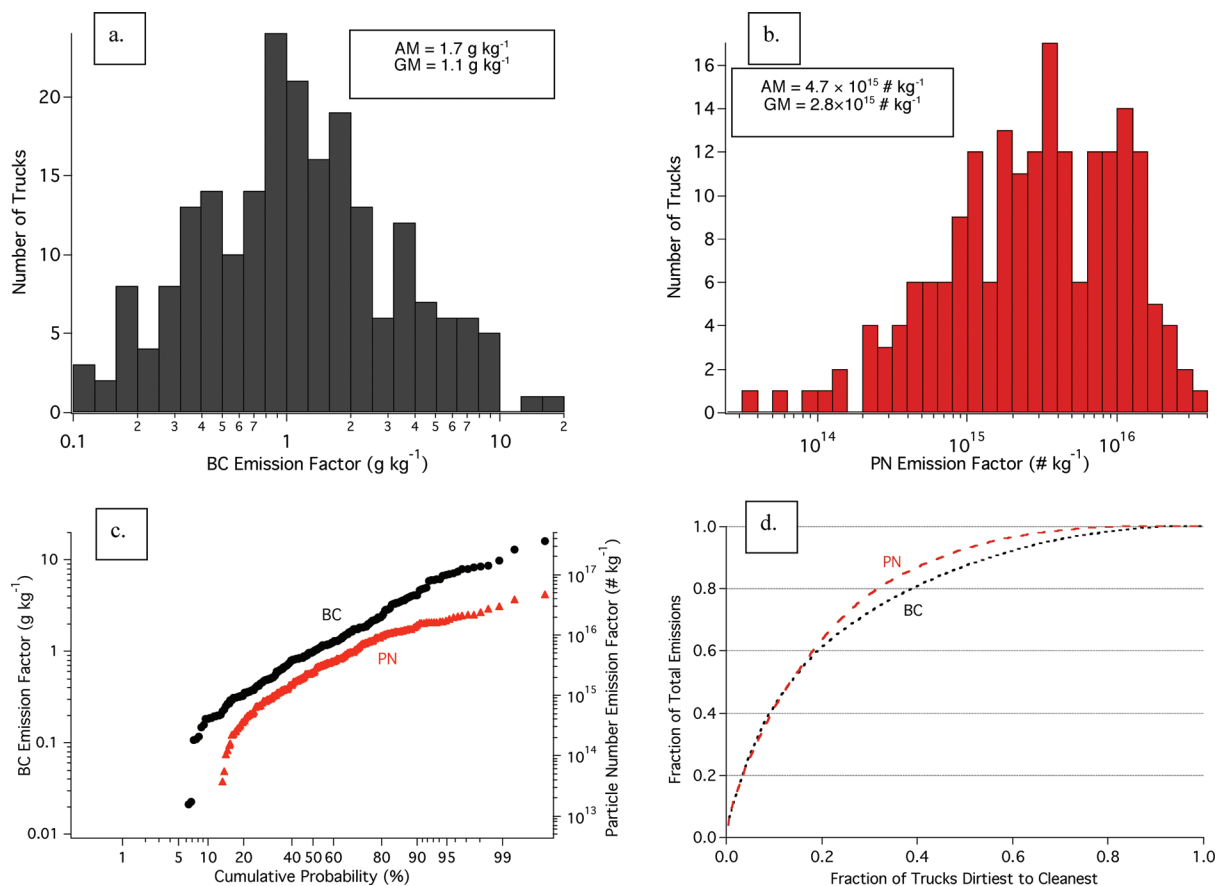 a.
AM = 1.7 g kg⁻¹
GM = 1.1 g kg⁻¹
Number of Trucks
20
15
10
5
0
0.1 2 3 4 5 6 7 1 2 3 4 5 6 7 10 2
BC Emission Factor (g kg⁻¹)
b.
AM = 4.7 × 10¹⁵ # kg⁻¹
GM = 2.8×10¹⁵ # kg⁻¹
Number of Trucks
16
14
12
10
8
6
4
2
0
10¹⁴ 10¹⁵ 10¹⁶
PN Emission Factor (# kg⁻¹)
c.
BC Emission Factor (g kg⁻¹)
10
1
0.1
0.01
BC
PN
Particle Number Emission Factor (# kg⁻¹)
10¹⁷
10¹⁶
10¹⁵
10¹⁴
10¹³
1 5 10 20 40 50 60 80 90 95 99
Cumulative Probability (%)
d.
Fraction of Total Emissions
1.0
0.8
0.6
0.4
0.2
0.0
PN
BC
0.0 0.2 0.4 0.6 0.8 1.0
Fraction of Trucks Dirtiest to Cleanest